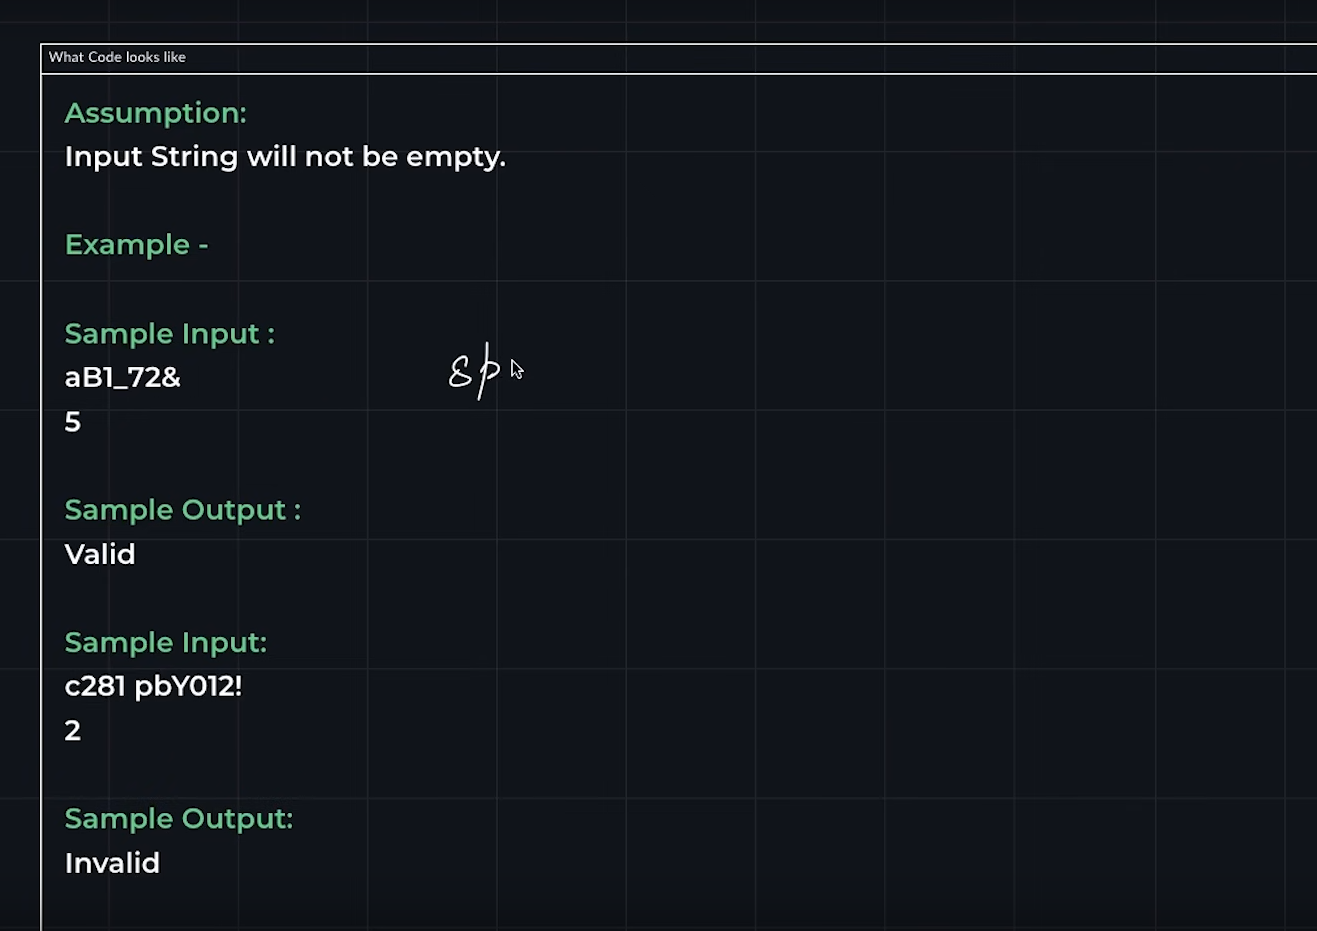 What Code looks like
Assumption:
Input String will not be empty.
Example -
Sample Input :
aB1_72&
5
sp
Sample Output :
Valid
Sample Input:
c281 pbY012!
2
Sample Output:
Invalid